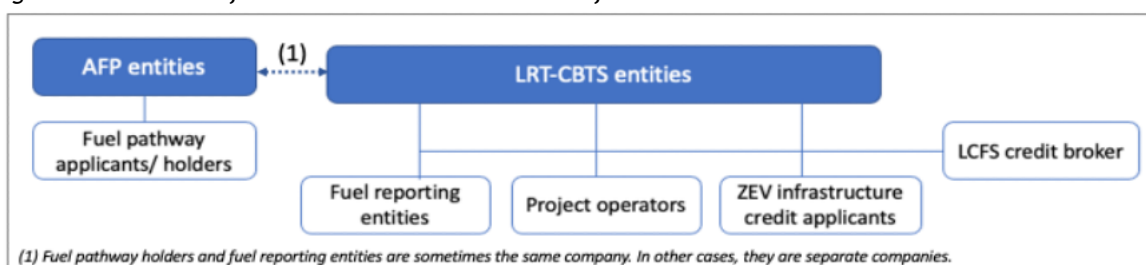 (1)
AFP entities
LRT-CBTS entities
Fuel pathway
applicants/ holders
LCFS credit broker
Fuel reporting
entities
Project operators
ZEV infrastructure
credit applicants
(1) Fuel pathway holders and fuel reporting entities are sometimes the same company. In other cases, they are separate companies.